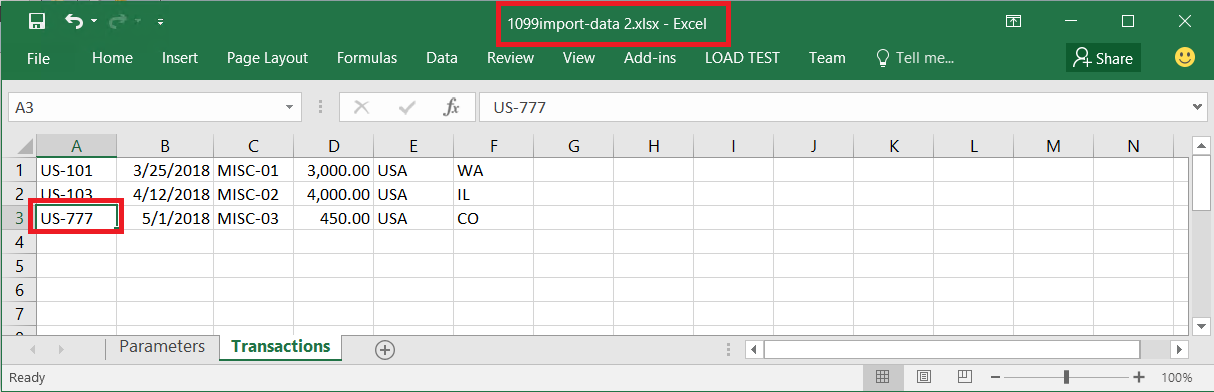 1099import-data 2.xlsx - Excel
File Home Insert Page Layout Formulas Data Review View Add-ins LOAD TEST Team Tell me... Share
A3 fx US-777
A B C D E F G H I J K L M N
1 US-101 3/25/2018 MISC-01 3,000.00 USA WA
2 US-103 4/12/2018 MISC-02 4,000.00 USA IL
3 US-777 5/1/2018 MISC-03 450.00 USA CO
4
5
6
7
Parameters Transactions
Ready 100%